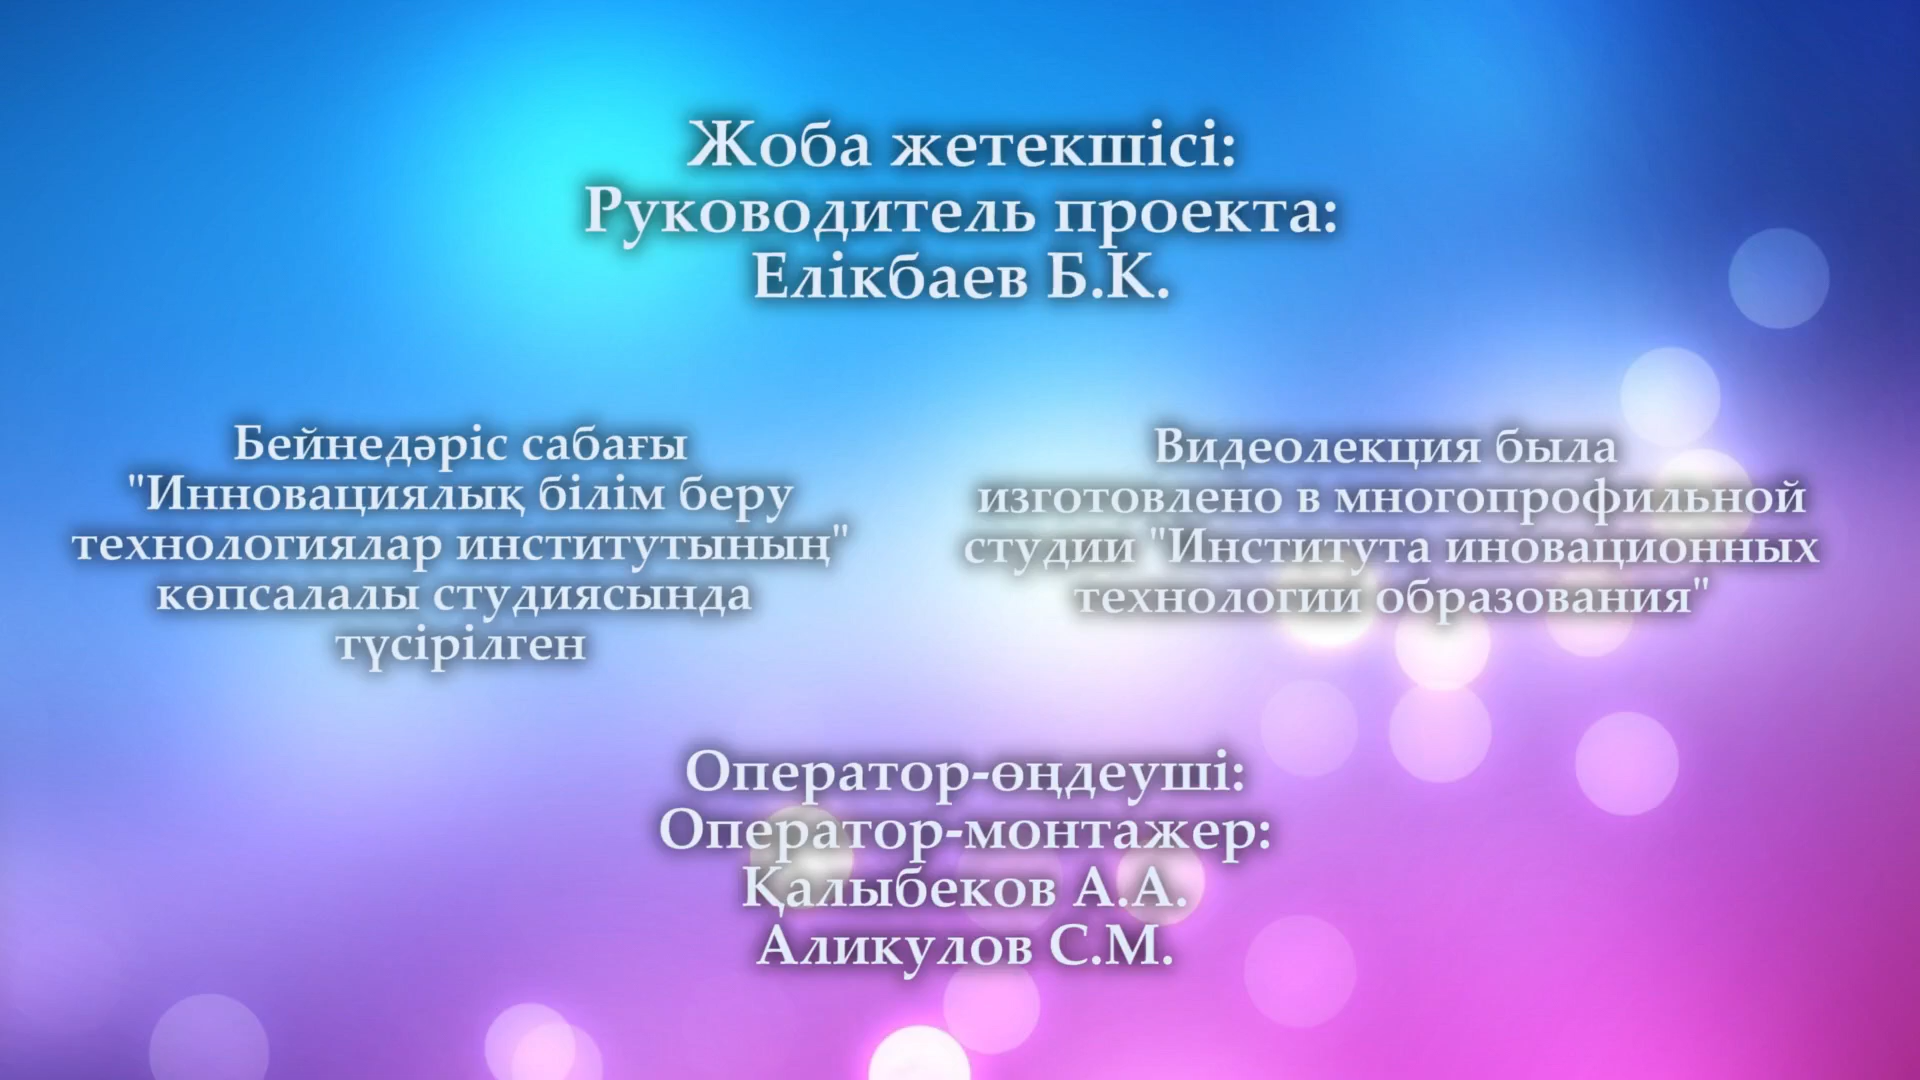 Жоба жетекшісі:
Руководитель проекта:
Елікбаев Б.К.
Бейнедәріс сабағы
"Инновациялық білім беру
технологиялар институтының"
көпсалалы студиясында
түсірілген
Видеолекция была
изготовлено в многопрофильной
студии "Института иновационных
технологии образования"
Оператор-өңдеуші:
Оператор-монтажер:
Қалыбеков А.А.
Аликулов С.М.